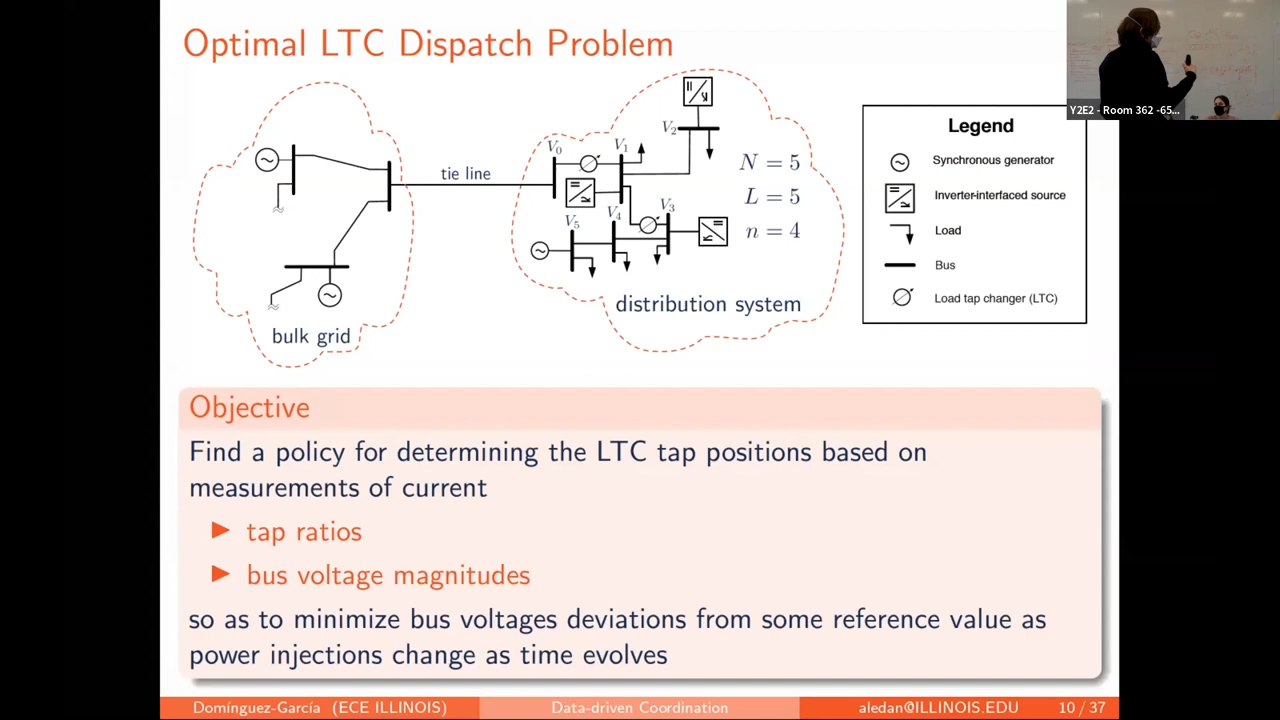 Optimal LTC Dispatch Problem
Y2E2 - Room 362 -65...
V0
V1
V2
V3
V4
V5
tie line
N = 5
L = 5
n = 4
bulk grid
distribution system
Legend
Synchronous generator
Inverter-interfaced source
Load
Bus
Load tap changer (LTC)
Objective
Find a policy for determining the LTC tap positions based on
measurements of current
▶ tap ratios
▶ bus voltage magnitudes
so as to minimize bus voltages deviations from some reference value as
power injections change as time evolves
Domínguez-García (ECE ILLINOIS)
Data-driven Coordination
aledan@ILLINOIS.EDU
10 / 37